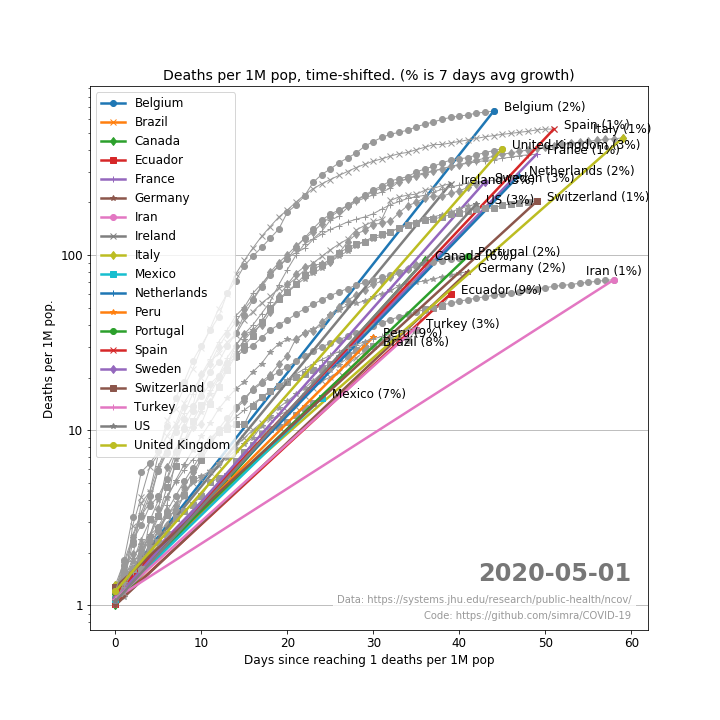 Deaths per 1M pop, time-shifted. (% is 7 days avg growth)
Belgium
Brazil
Canada
Ecuador
France
Germany
Iran
Ireland
Italy
Mexico
Netherlands
Peru
Portugal
Spain
Sweden
Switzerland
Turkey
US
United Kingdom
Belgium (2%)
Spain (1%)
Italy (1%)
United Kingdom (3%)
France (1%)
Netherlands (2%)
Ireland
Sweden (3%)
Switzerland (1%)
US (3%)
Portugal (2%)
Canada (6%)
Germany (2%)
Iran (1%)
Ecuador (9%)
Turkey (3%)
Peru (9%)
Brazil (8%)
Mexico (7%)
100
10
1
Deaths per 1M pop.
2020-05-01
Data: https://systems.jhu.edu/research/public-health/ncov/
Code: https://github.com/simra/COVID-19
0 10 20 30 40 50 60
Days since reaching 1 deaths per 1M pop